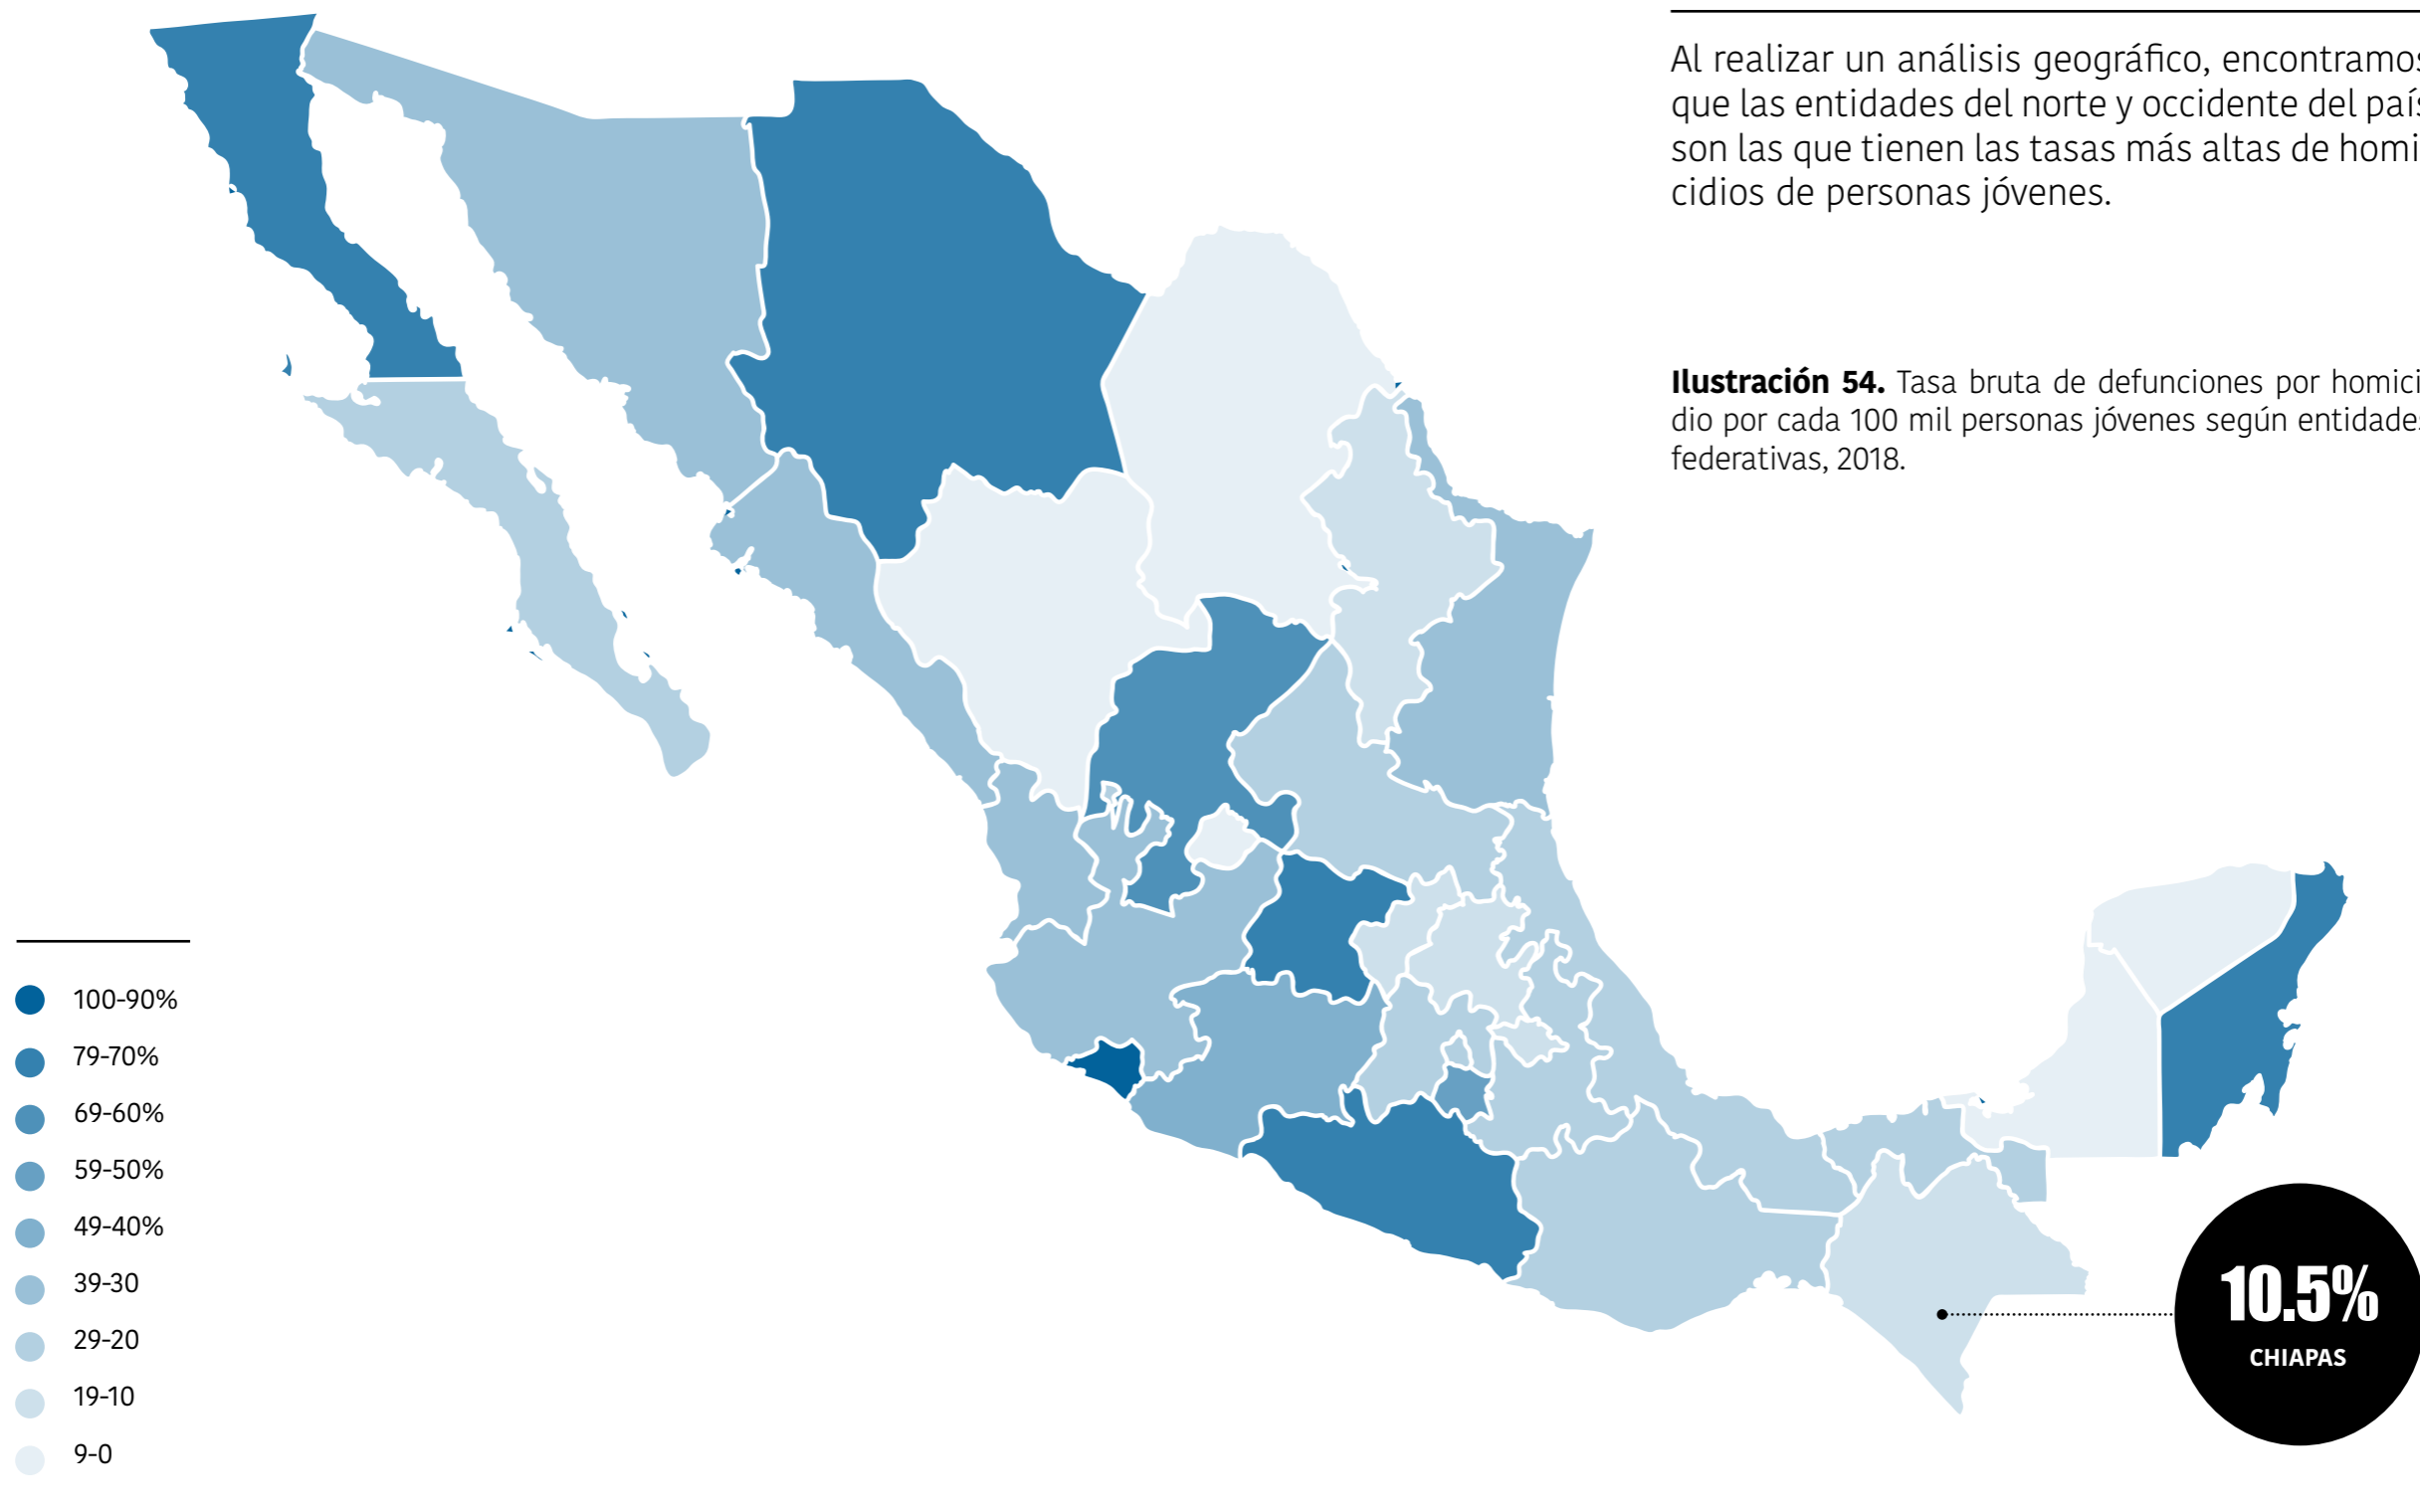 Al realizar un análisis geográfico, encontramos
que las entidades del norte y occidente del país
son las que tienen las tasas más altas de homi-
cidios de personas jóvenes.
Ilustración 54. Tasa bruta de defunciones por homici-
dio por cada 100 mil personas jóvenes según entidades
federativas, 2018.
100-90%
79-70%
69-60%
59-50%
49-40%
39-30
29-20
19-10
9-0
10.5%
CHIAPAS